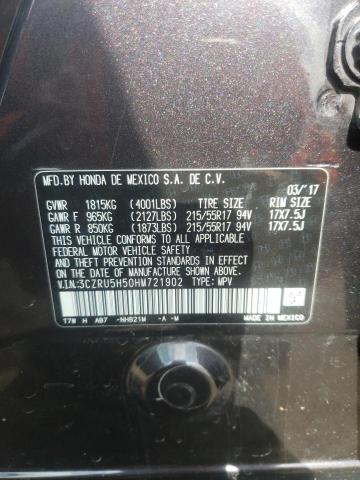 MFD.BY HONDA DE MEXICO S.A. DE C.V.
03/'17
GVWR 1815KG (4001LBS) TIRE SIZE RIM SIZE
GAWR F 965KG (2127LBS) 215/55R17 94V 17X7.5J
GAWR R 850KG (1873LBS) 215/55R17 94V 17X7.5J
THIS VEHICLE CONFORMS TO ALL APPLICABLE
FEDERAL MOTOR VEHICLE SAFETY
AND THEFT PREVENTION STANDARDS IN EFFECT
ON THE DATE OF MANUFACTURE SHOWN ABOVE.
V.I.N.:3CZRU5H50HM721902 TYPE: MPV
17M H AB7 -NHB21M -A -M
MADE IN MEXICO